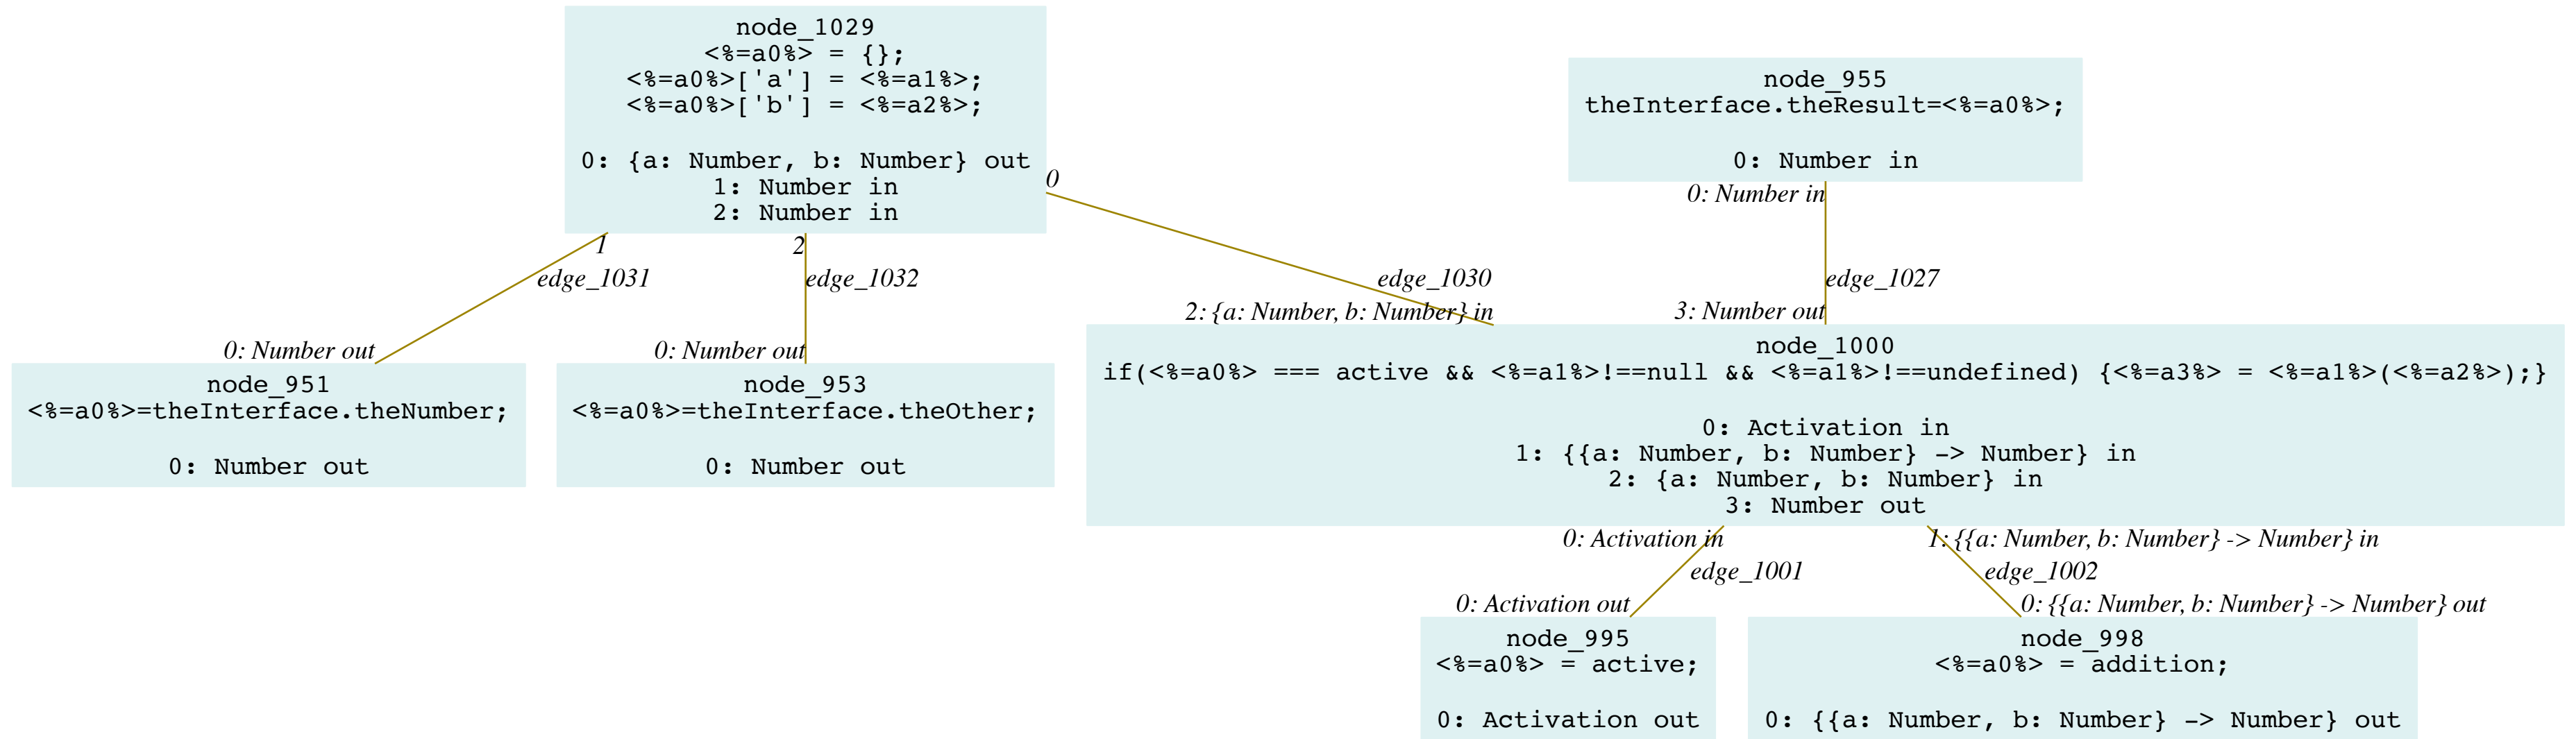 node_1029
<%=a0%> = {};
<%=a0%>['a'] = <%=a1%>;
<%=a0%>['b'] = <%=a2%>;
0: {a: Number, b: Number} out
1: Number in
2: Number in
node_955
theInterface.theResult=<%=a0%>;
0: Number in
0
0: Number in
1
2
edge_1031
edge_1032
edge_1030
edge_1027
0: Number out
0: Number out
2: {a: Number, b: Number} in
3: Number out
node_951
<%=a0%>=theInterface.theNumber;
0: Number out
node_953
<%=a0%>=theInterface.theOther;
0: Number out
node_1000
if(<%=a0%> === active && <%=a1%>!==null && <%=a1%>!==undefined) {<%=a3%> = <%=a1%>(<%=a2%>);}
0: Activation in
1: {{a: Number, b: Number} -> Number} in
2: {a: Number, b: Number} in
3: Number out
0: Activation in
1: {{a: Number, b: Number} -> Number} in
edge_1001
edge_1002
0: Activation out
0: {{a: Number, b: Number} -> Number} out
node_995
<%=a0%> = active;
0: Activation out
node_998
<%=a0%> = addition;
0: {{a: Number, b: Number} -> Number} out